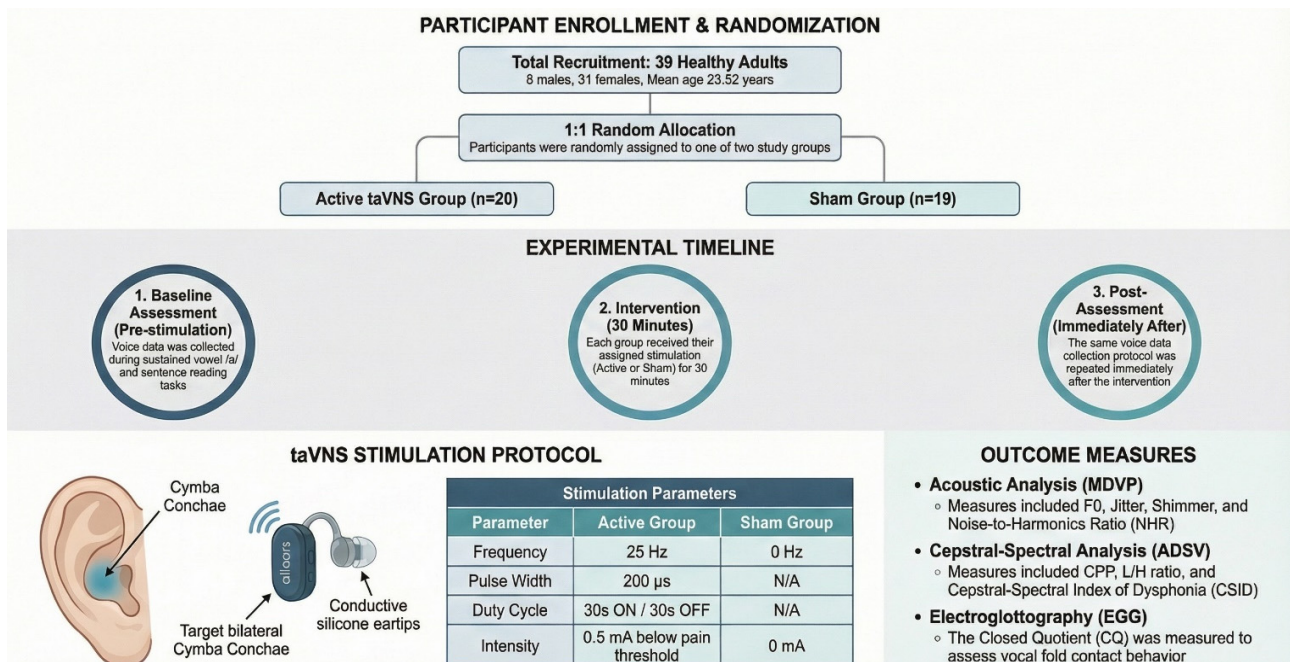 PARTICIPANT ENROLLMENT & RANDOMIZATION
Total Recruitment: 39 Healthy Adults
8 males, 31 females, Mean age 23.52 years
1:1 Random Allocation
Participants were randomly assigned to one of two study groups
Active taVNS Group (n=20)
Sham Group (n=19)
EXPERIMENTAL TIMELINE
1. Baseline
Assessment
(Pre-stimulation)
Voice data was collected
during sustained vowel /a/
and sentence reading
tasks
2. Intervention
(30 Minutes)
Each group received their
assigned stimulation
(Active or Sham) for 30
minutes
3. Post-
Assessment
(Immediately After)
The same voice data
collection protocol was
repeated immediately
after the intervention
taVNS STIMULATION PROTOCOL
Cymba
Conchae
alloors
Target bilateral
Cymba Conchae
Conductive
silicone eartips
Stimulation Parameters
Parameter Active Group Sham Group
Frequency 25 Hz 0 Hz
Pulse Width 200 µs N/A
Duty Cycle 30s ON / 30s OFF N/A
Intensity 0.5 mA below pain threshold 0 mA
OUTCOME MEASURES
• Acoustic Analysis (MDVP)
◦ Measures included F0, Jitter, Shimmer, and
Noise-to-Harmonics Ratio (NHR)
• Cepstral-Spectral Analysis (ADSV)
◦ Measures included CPP, L/H ratio, and
Cepstral-Spectral Index of Dysphonia (CSID)
• Electroglottography (EGG)
◦ The Closed Quotient (CQ) was measured to
assess vocal fold contact behavior